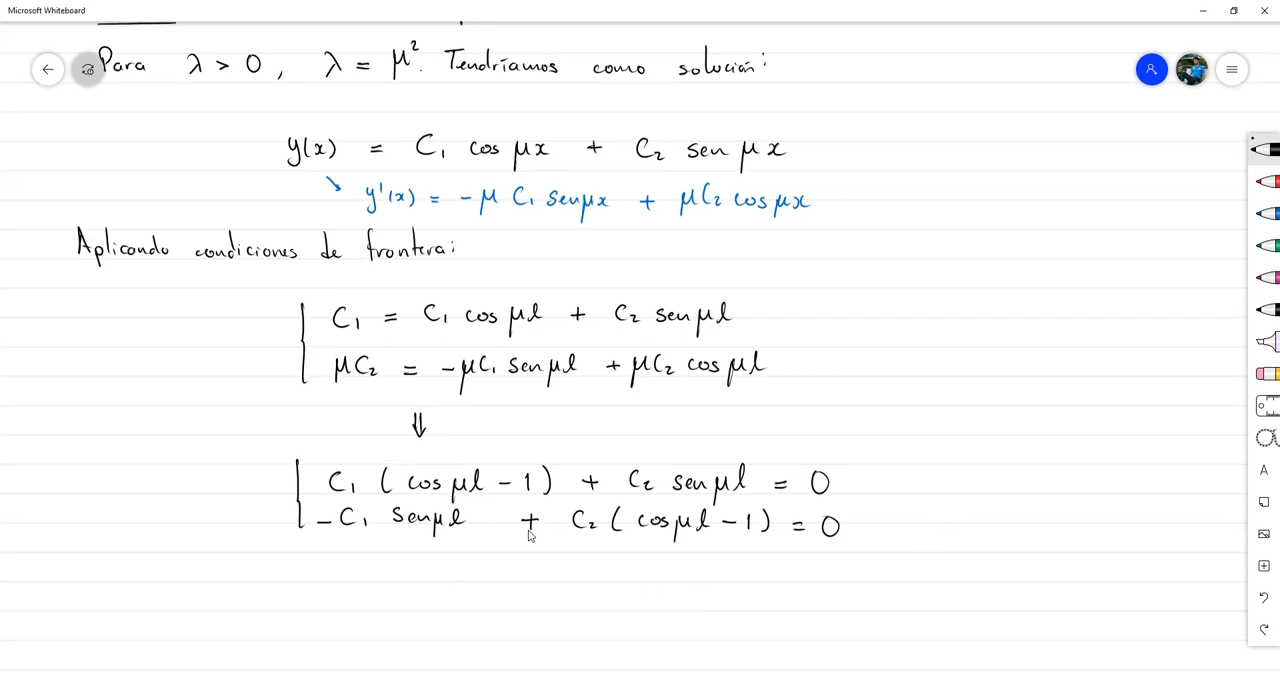 Microsoft Whiteboard
Para λ > 0, λ = μ². Tendríamos como solución:
y(x) = C₁ cos μx + C₂ sen μx
y'(x) = -μ C₁ sen μx + μC₂ cos μx
Aplicando condiciones de frontera:
C₁ = C₁ cos μl + C₂ sen μl
μC₂ = -μC₁ sen μl + μC₂ cos μl
⇓
C₁ (cos μl - 1) + C₂ sen μl = 0
-C₁ sen μl + C₂ (cos μl - 1) = 0
A